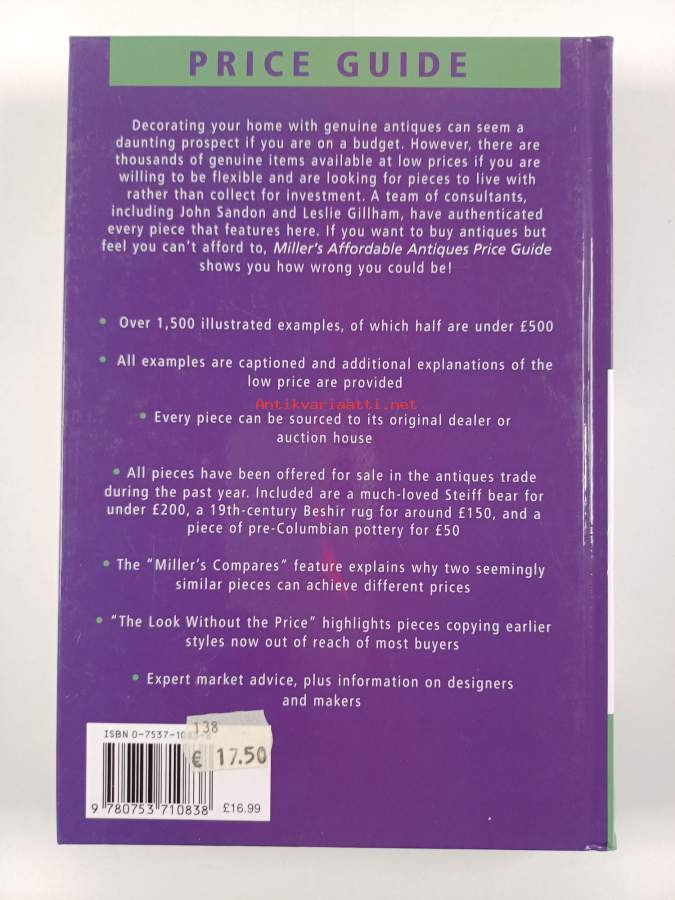 PRICE GUIDE
Decorating your home with genuine antiques can seem a
daunting prospect if you are on a budget. However, there are
thousands of genuine items available at low prices if you are
willing to be flexible and are looking for pieces to live with
rather than collect for investment. A team of consultants,
including John Sandon and Leslie Gillham, have authenticated
every piece that features here. If you want to buy antiques but
feel you can't afford to, Miller's Affordable Antiques Price Guide
shows you how wrong you could be!
• Over 1,500 illustrated examples, of which half are under £500
• All examples are captioned and additional explanations of the
low price are provided
Antikvariaatti.net
• Every piece can be sourced to its original dealer or
auction house
• All pieces have been offered for sale in the antiques trade
during the past year. Included are a much-loved Steiff bear for
under £200, a 19th-century Beshir rug for around £150, and a
piece of pre-Columbian pottery for £50
• The "Miller's Compares" feature explains why two seemingly
similar pieces can achieve different prices
• "The Look Without the Price" highlights pieces copying earlier
styles now out of reach of most buyers
• Expert market advice, plus information on designers
and makers
ISBN 0-7537-
138
€ 17.50
9 780753 710838
£16.99